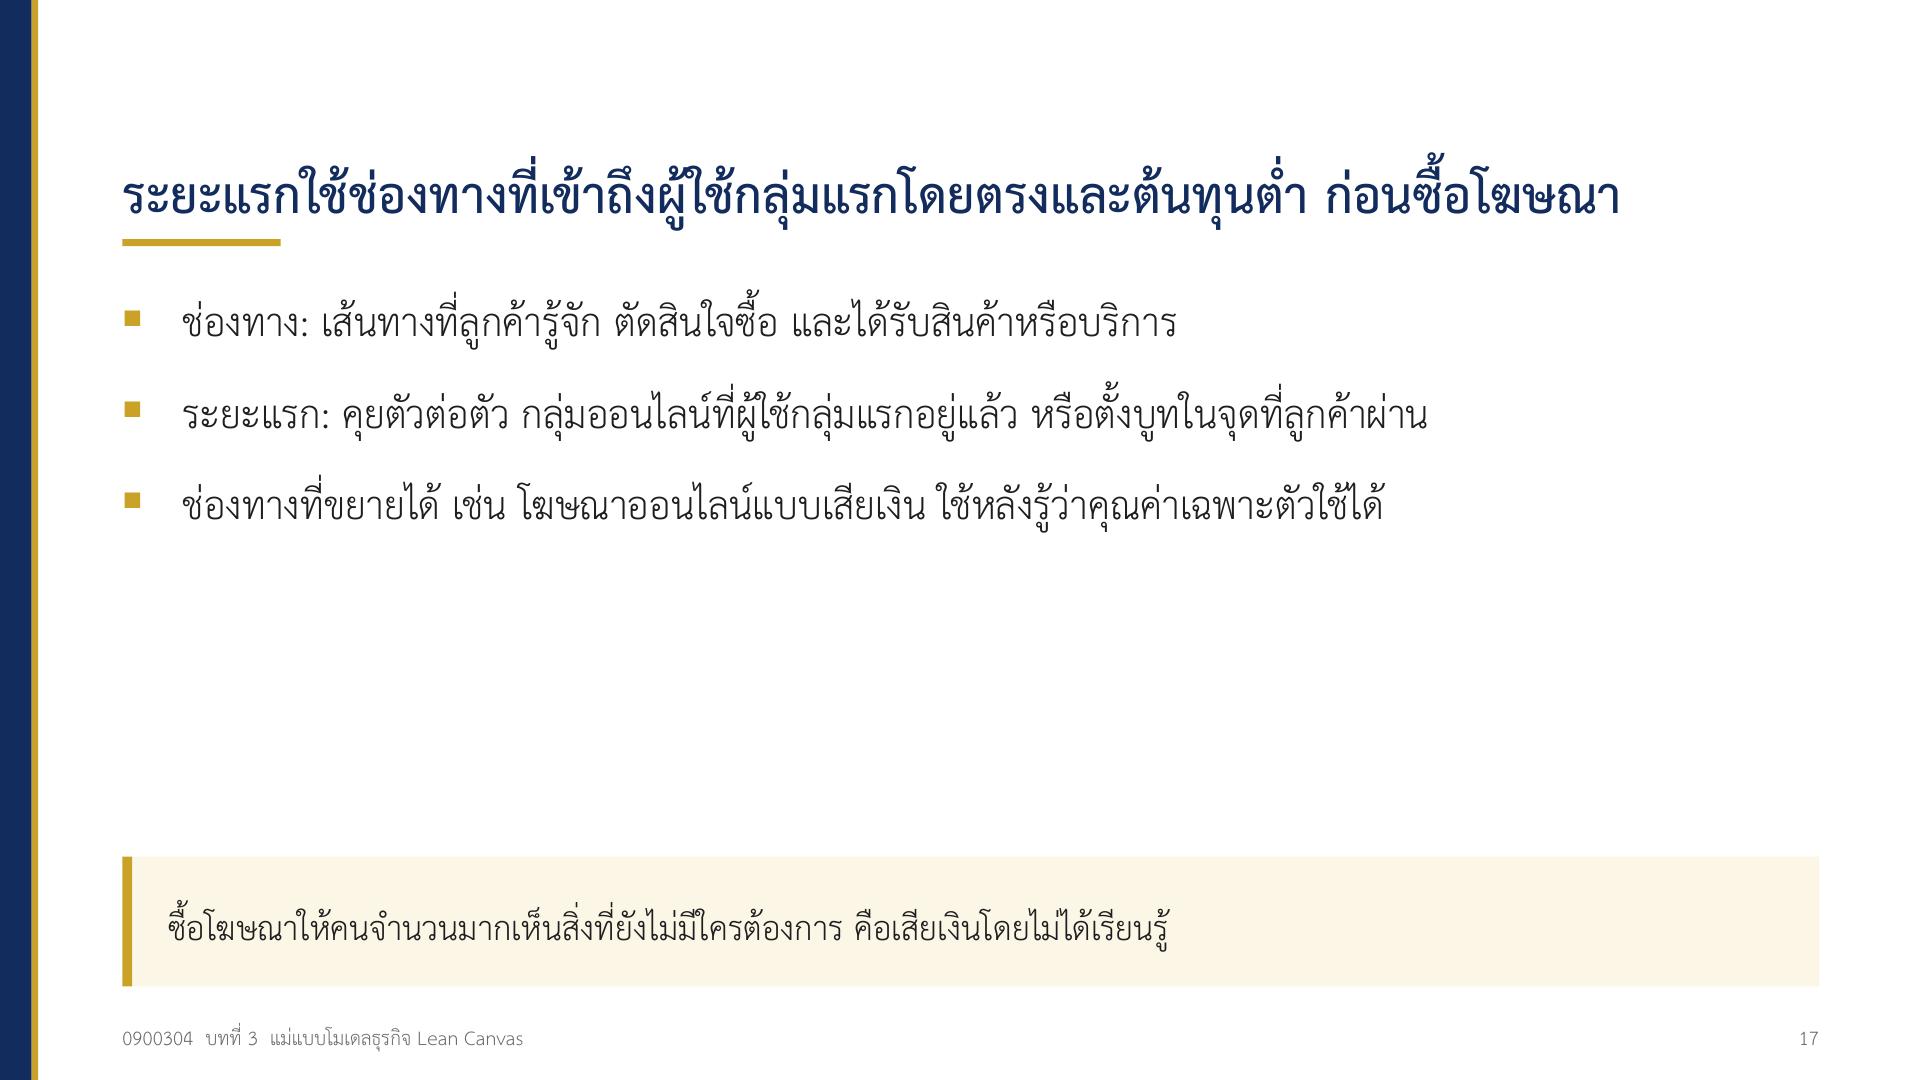 ระยะแรกใช้ช่องทางที่เข้าถึงผู้ใช้กลุ่มแรกโดยตรงและต้นทุนต่ำ ก่อนซื้อโฆษณา
▪ ช่องทาง: เส้นทางที่ลูกค้ารู้จัก ตัดสินใจซื้อ และได้รับสินค้าหรือบริการ
▪ ระยะแรก: คุยตัวต่อตัว กลุ่มออนไลน์ที่ผู้ใช้กลุ่มแรกอยู่แล้ว หรือตั้งบูทในจุดที่ลูกค้าผ่าน
▪ ช่องทางที่ขยายได้ เช่น โฆษณาออนไลน์แบบเสียเงิน ใช้หลังรู้ว่าคุณค่าเฉพาะตัวใช้ได้
ซื้อโฆษณาให้คนจำนวนมากเห็นสิ่งที่ยังไม่มีใครต้องการ คือเสียเงินโดยไม่ได้เรียนรู้
0900304 บทที่ 3 แม่แบบโมเดลธุรกิจ Lean Canvas
17